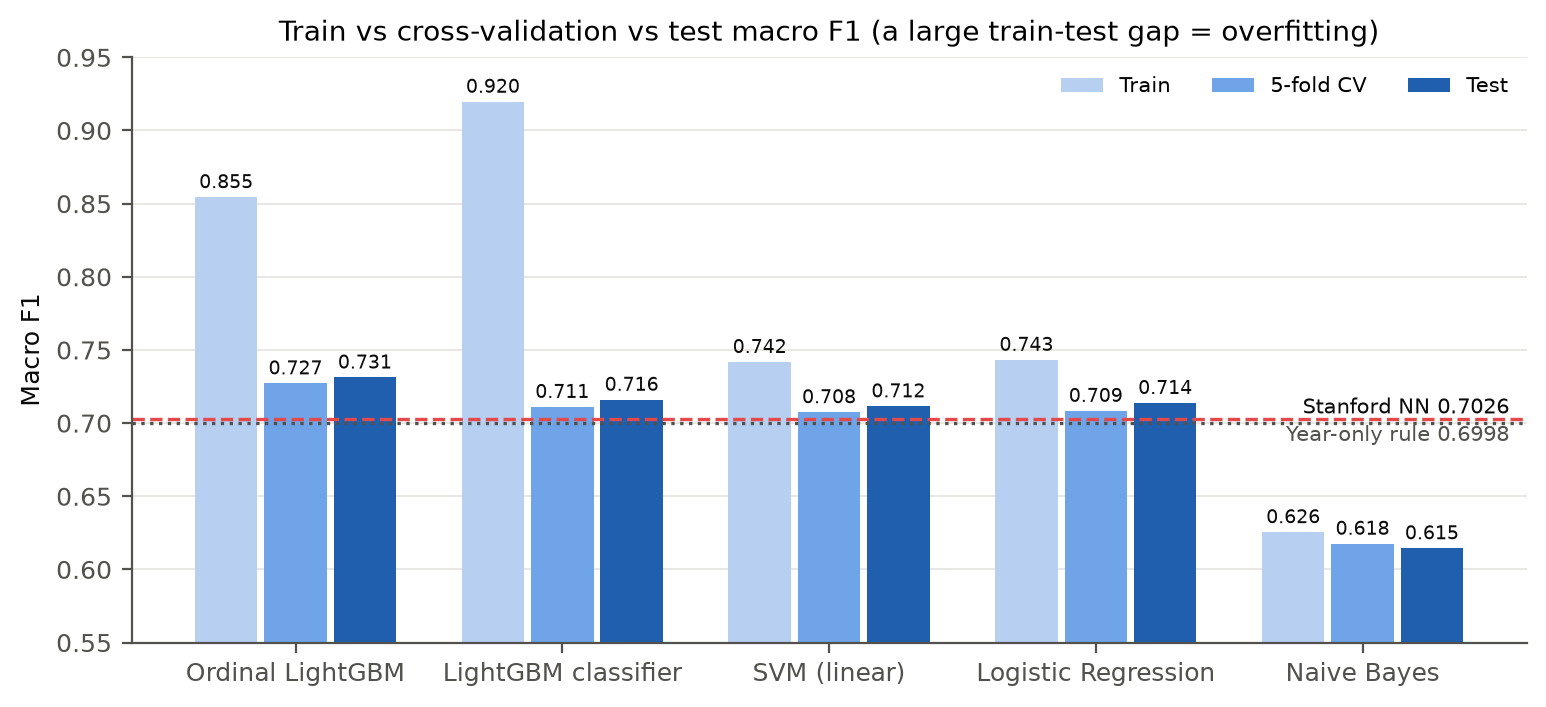 Train vs cross-validation vs test macro F1 (a large train-test gap = overfitting)
Train
5-fold CV
Test
Macro F1
0.95
0.90
0.85
0.80
0.75
0.70
0.65
0.60
0.55
0.855
0.727
0.731
0.920
0.711
0.716
0.742
0.708
0.712
0.743
0.709
0.714
0.626
0.618
0.615
Stanford NN 0.7026
Year-only rule 0.6998
Ordinal LightGBM
LightGBM classifier
SVM (linear)
Logistic Regression
Naive Bayes